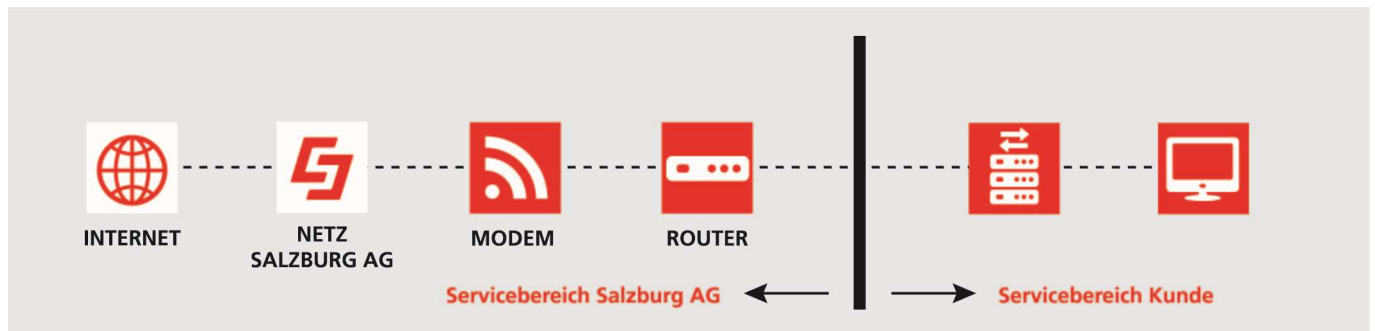 INTERNET
NETZ
SALZBURG AG
MODEM
ROUTER
Servicebereich Salzburg AG
Servicebereich Kunde